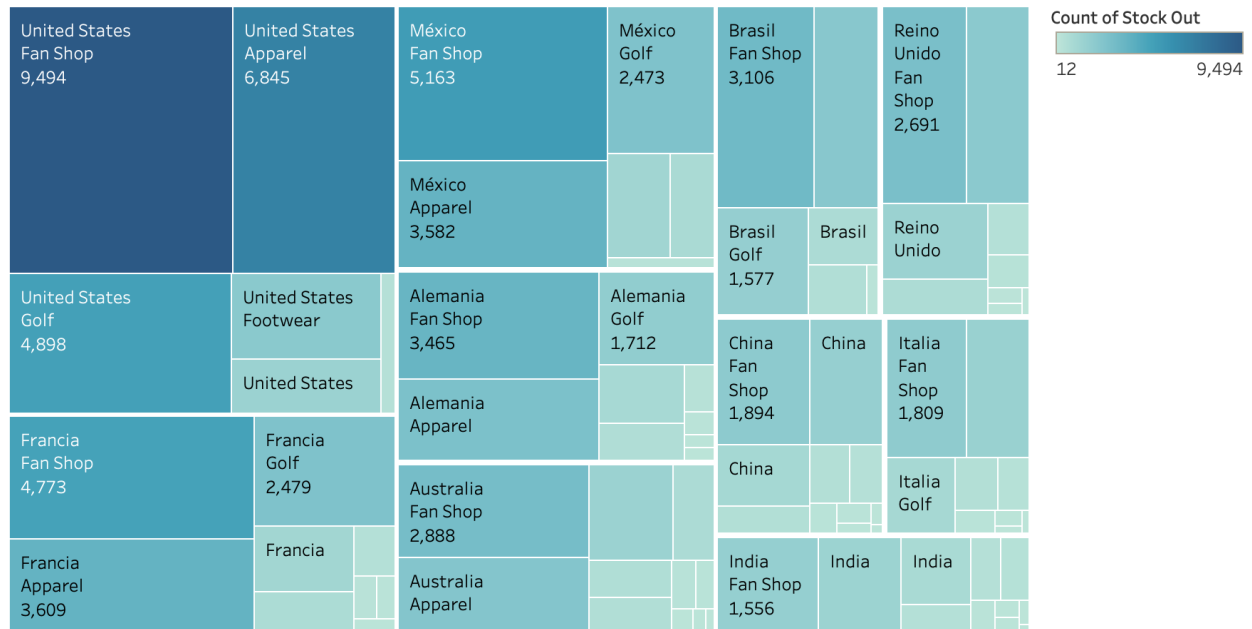 United States
Fan Shop
9,494
United States
Apparel
6,845
United States
Golf
4,898
United States
Footwear
United States
Francia
Fan Shop
4,773
Francia
Golf
2,479
Francia
Francia
Apparel
3,609
México
Fan Shop
5,163
México
Golf
2,473
México
Apparel
3,582
Alemania
Fan Shop
3,465
Alemania
Golf
1,712
Alemania
Apparel
Australia
Fan Shop
2,888
Australia
Apparel
Brasil
Fan Shop
3,106
Brasil
Golf
1,577
Brasil
Reino
Unido
Fan
Shop
2,691
Reino
Unido
China
Fan
Shop
1,894
China
China
Italia
Fan
Shop
1,809
Italia
Golf
India
Fan Shop
1,556
India
India
Count of Stock Out
12
9,494